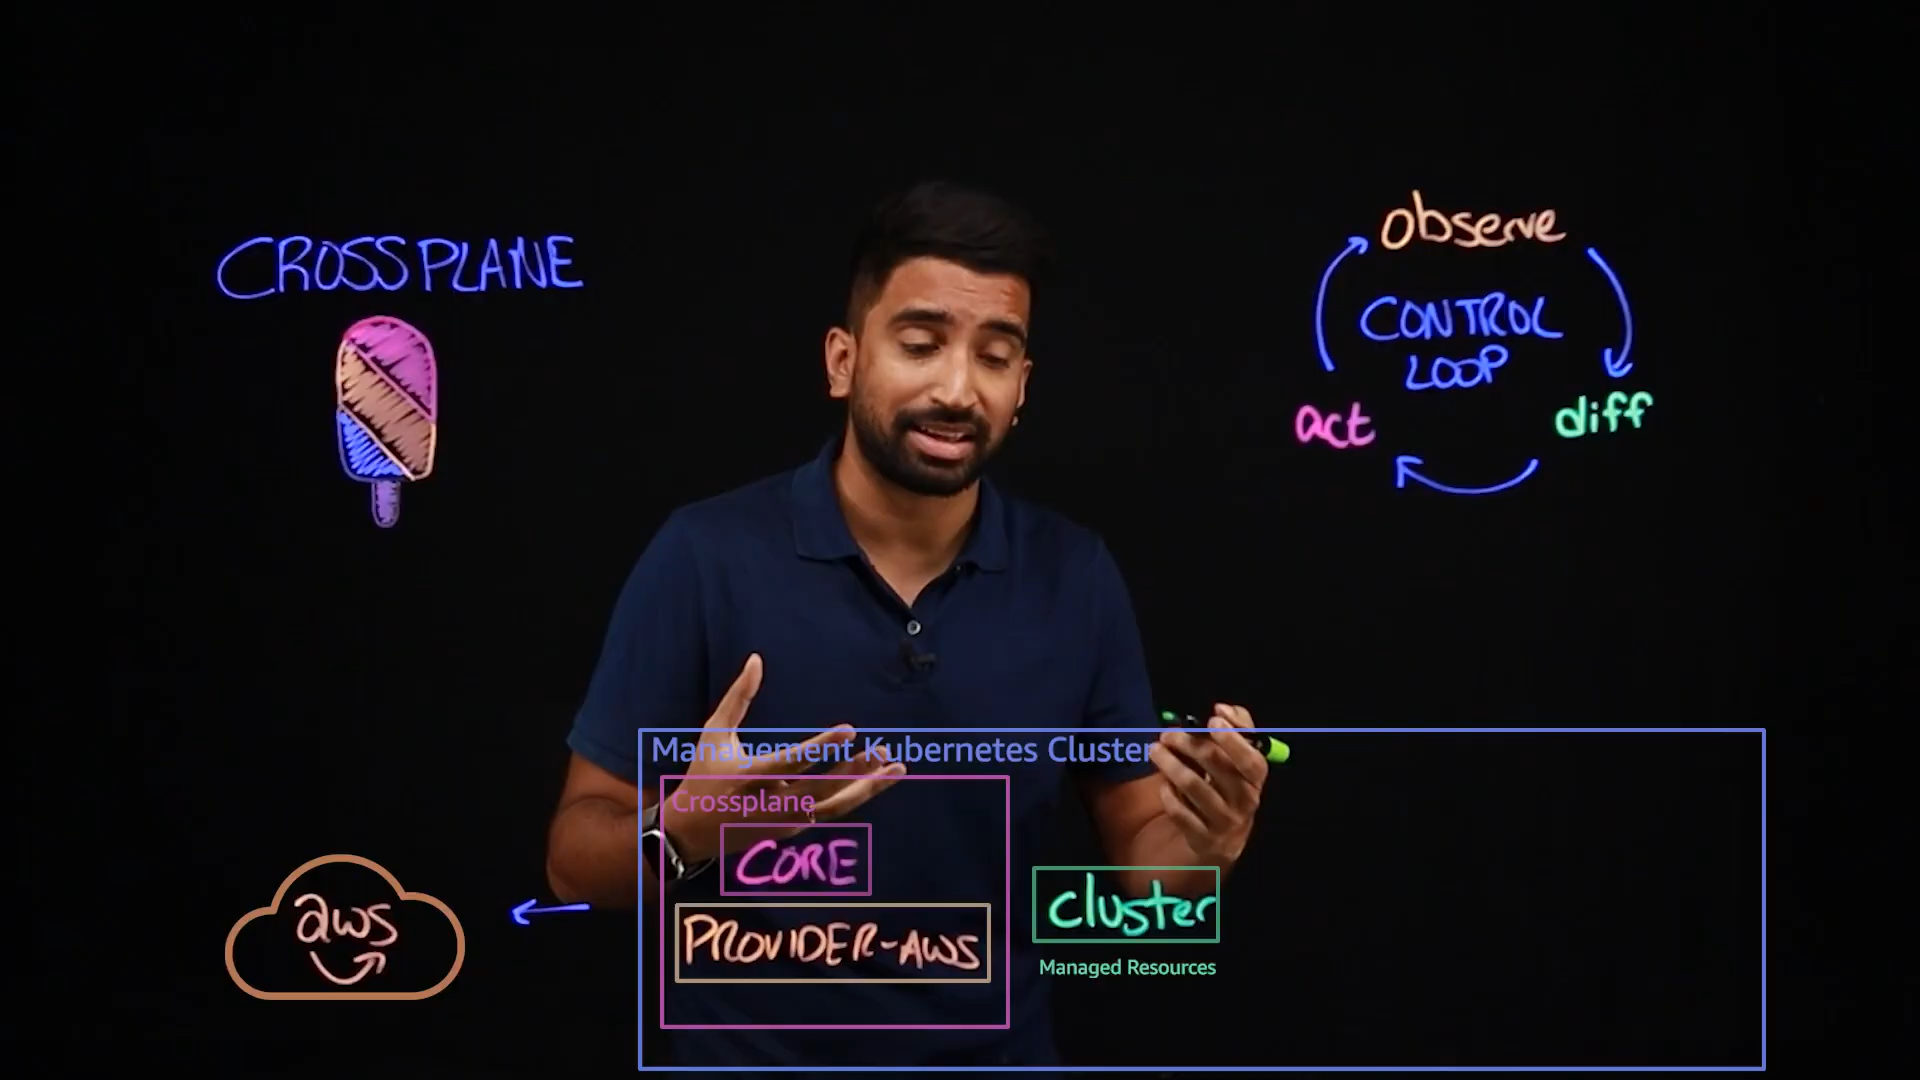 CROSSPLANE
observe
CONTROL
LOOP
act
diff
Management Kubernetes Cluster
Crossplane
CORE
PROVIDER-AWS
cluster
Managed Resources
aws